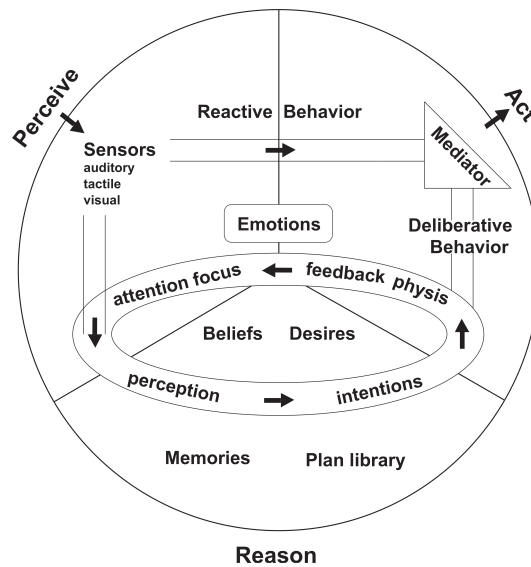 Perceive
Act
Reactive Behavior
Mediator
Sensors
auditory
tactile
visual
Emotions
Deliberative
Behavior
attention focus
feedback physis
Beliefs Desires
perception
intentions
Memories
Plan library
Reason